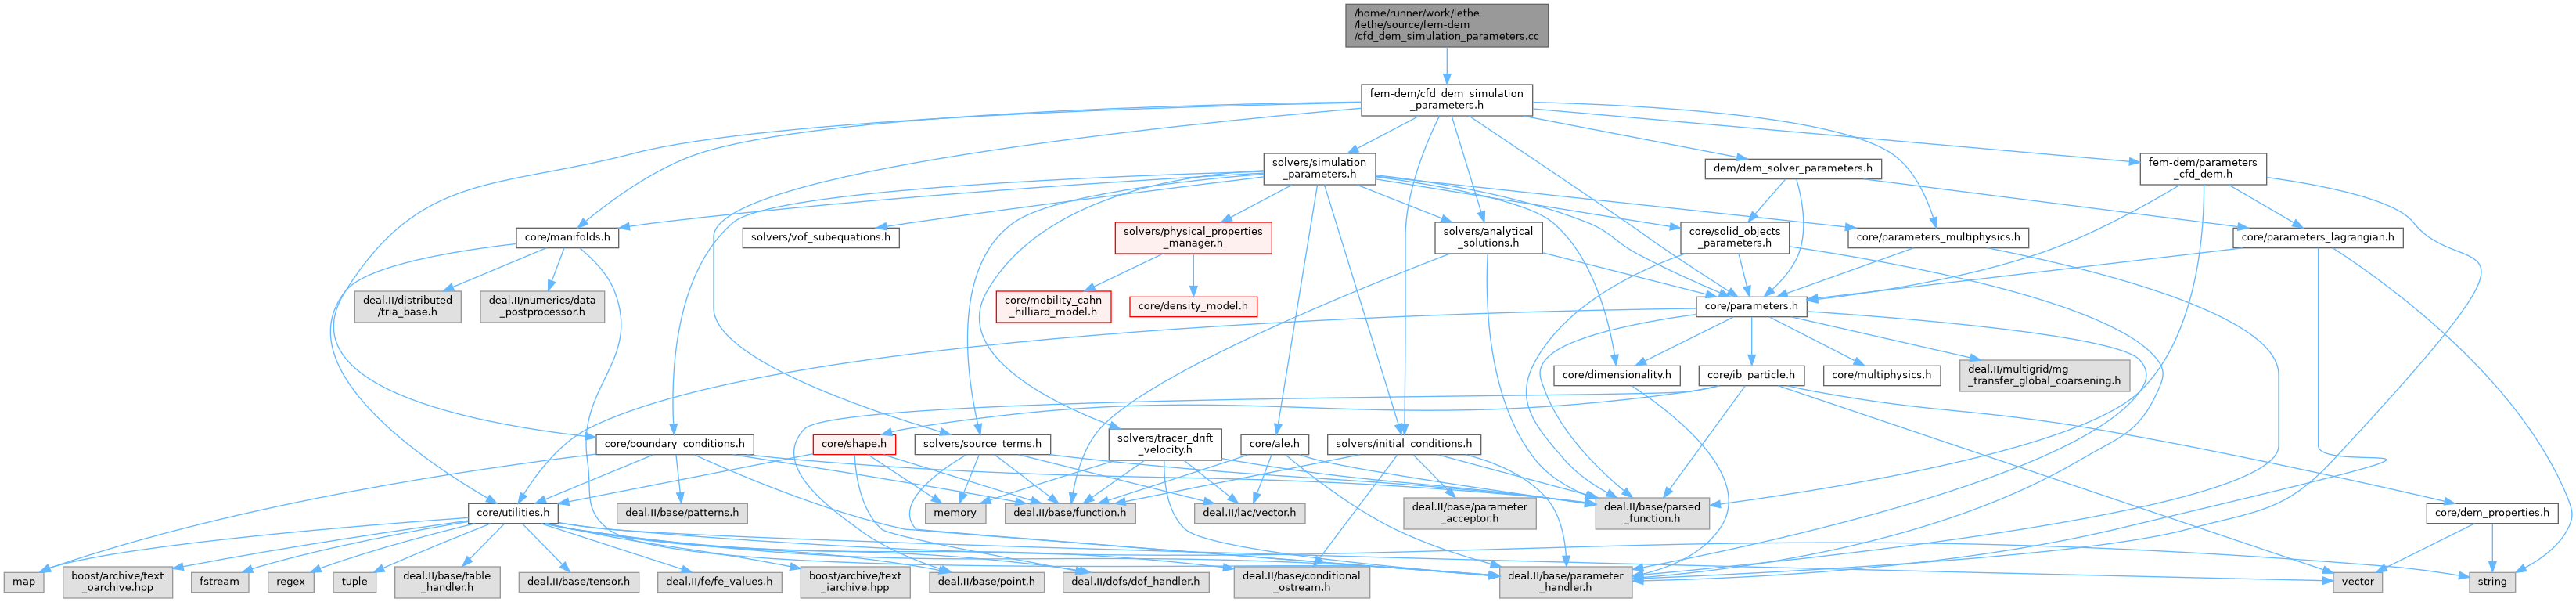 /home/runner/work/lethe
/lethe/source/fem-dem
/cfd_dem_simulation_parameters.cc
fem-dem/cfd_dem_simulation
_parameters.h
solvers/simulation
_parameters.h
dem/dem_solver_parameters.h
fem-dem/parameters
_cfd_dem.h
core/manifolds.h
solvers/vof_subequations.h
solvers/physical_properties
_manager.h
solvers/analytical
_solutions.h
core/solid_objects
_parameters.h
core/parameters_multiphysics.h
core/parameters_lagrangian.h
deal.II/distributed
/tria_base.h
deal.II/numerics/data
_postprocessor.h
core/mobility_cahn
_hilliard_model.h
core/density_model.h
core/parameters.h
core/dimensionality.h
core/ib_particle.h
core/multiphysics.h
deal.II/multigrid/mg
_transfer_global_coarsening.h
core/boundary_conditions.h
core/shape.h
solvers/source_terms.h
solvers/tracer_drift
_velocity.h
core/ale.h
solvers/initial_conditions.h
core/utilities.h
deal.II/base/patterns.h
memory
deal.II/base/function.h
deal.II/lac/vector.h
deal.II/base/parameter
_acceptor.h
deal.II/base/parsed
_function.h
core/dem_properties.h
map
boost/archive/text
_oarchive.hpp
fstream
regex
tuple
deal.II/base/table
_handler.h
deal.II/base/tensor.h
deal.II/fe/fe_values.h
boost/archive/text
_iarchive.hpp
deal.II/base/point.h
deal.II/dofs/dof_handler.h
deal.II/base/conditional
_ostream.h
deal.II/base/parameter
_handler.h
vector
string